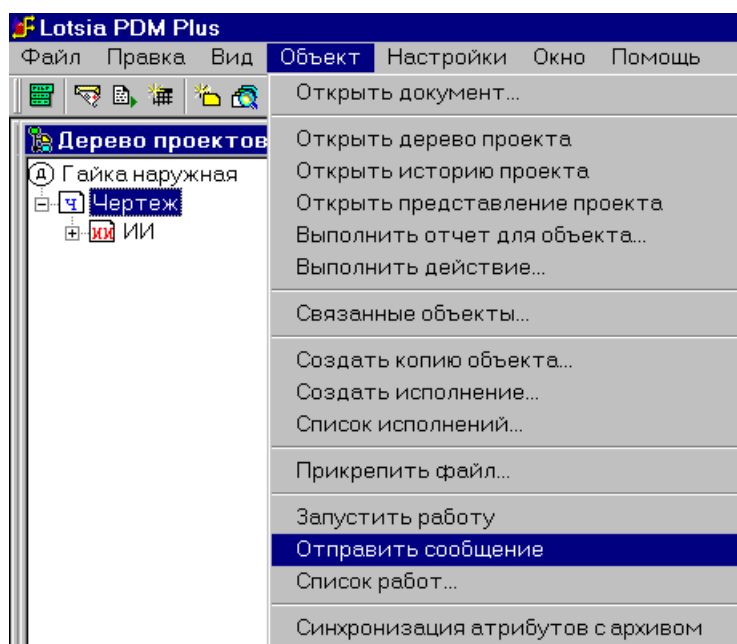 Lotsia PDM Plus
Файл Правка Вид Объект Настройки Окно Помощь
Открыть документ...
Дерево проектов
Д Гайка наружная
Ч Чертеж
ИИ ИИ
Открыть дерево проекта
Открыть историю проекта
Открыть представление проекта
Выполнить отчет для объекта...
Выполнить действие...
Связанные объекты...
Создать копию объекта...
Создать исполнение...
Список исполнений...
Прикрепить файл...
Запустить работу
Отправить сообщение
Список работ...
Синхронизация атрибутов с архивом